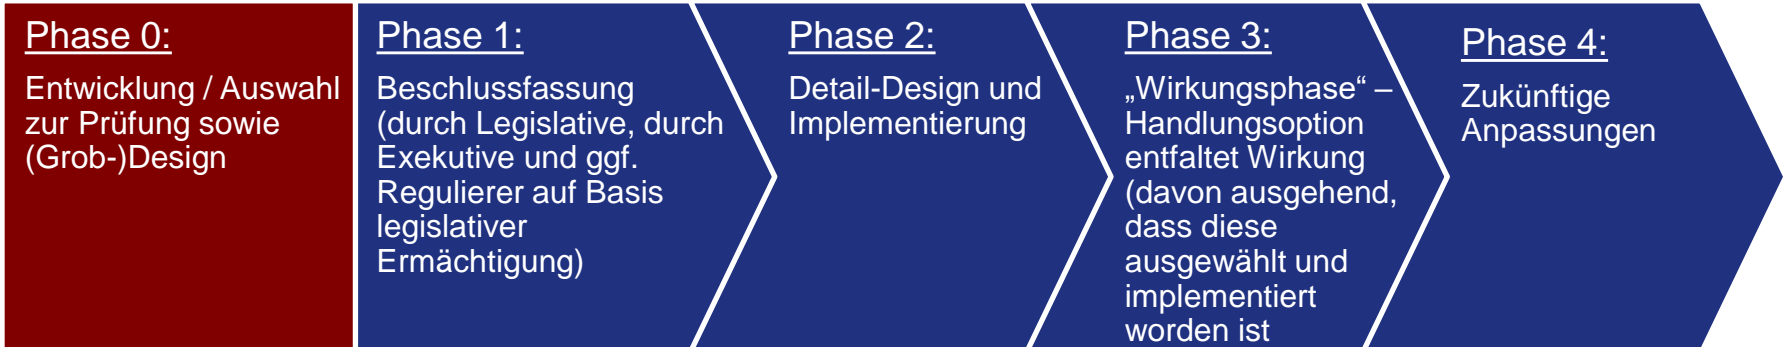 Phase 0:
Entwicklung / Auswahl
zur Prüfung sowie
(Grob-)Design
Phase 1:
Beschlussfassung
(durch Legislative, durch
Exekutive und ggf.
Regulierer auf Basis
legislativer
Ermächtigung)
Phase 2:
Detail-Design und
Implementierung
Phase 3:
„Wirkungsphase“ –
Handlungsoption
entfaltet Wirkung
(davon ausgehend,
dass diese
ausgewählt und
implementiert
worden ist
Phase 4:
Zukünftige
Anpassungen